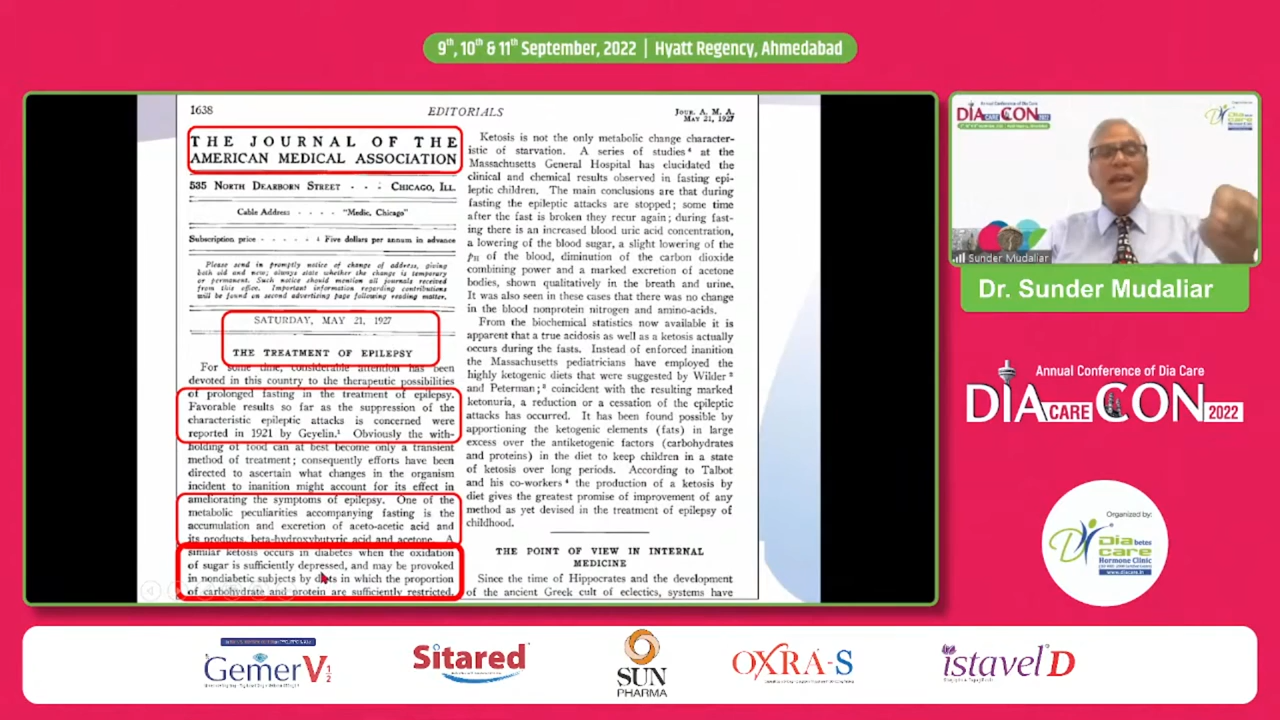 9th, 10th & 11th September, 2022 | Hyatt Regency, Ahmedabad
1638
EDITORIALS
JOUR. A. M. A.
MAY 21, 1927
THE JOURNAL OF THE
AMERICAN MEDICAL ASSOCIATION
535 NORTH DEARBORN STREET - - - CHICAGO, ILL.
Cable Address - - - - "Medic, Chicago"
Subscription price - - - - - Five dollars per annum in advance
Please send in promptly notice of change of address, giving
both old and new; always state whether the change is temporary
or permanent. Such notice should mention all journals received
from this office. Important information regarding contributions
will be found on second advertising page following reading matter.
SATURDAY, MAY 21, 1927
THE TREATMENT OF EPILEPSY
For some time, considerable attention has been
devoted in this country to the therapeutic possibilities
of prolonged fasting in the treatment of epilepsy.
Favorable results so far as the suppression of the
characteristic epileptic attacks is concerned were
reported in 1921 by Geyelin.1 Obviously the with-
holding of food can at best become only a transient
method of treatment; consequently efforts have been
directed to ascertain what changes in the organism
incident to inanition might account for its effect in
ameliorating the symptoms of epilepsy. One of the
metabolic peculiarities accompanying fasting is the
accumulation and excretion of aceto-acetic acid and
its products, beta-hydroxybutyric acid and acetone. A
similar ketosis occurs in diabetes when the oxidation
of sugar is sufficiently depressed, and may be provoked
in nondiabetic subjects by diets in which the proportion
of carbohydrate and protein are sufficiently restricted.
Ketosis is not the only metabolic change character-
istic of starvation. A series of studies 4 at the
Massachusetts General Hospital has elucidated the
clinical and chemical results observed in fasting epi-
leptic children. The main conclusions are that during
fasting the epileptic attacks are stopped; some time
after the fast is broken they recur again; during fast-
ing there is an increased blood uric acid concentration,
a lowering of the blood sugar, a slight lowering of the
pH of the blood, diminution of the carbon dioxide
combining power and a marked excretion of acetone
bodies, shown qualitatively in the breath and urine.
It was also seen in these cases that there was no change
in the blood nonprotein nitrogen and amino-acids.
From the biochemical statistics now available it is
apparent that a true acidosis as well as a ketosis actually
occurs during the fasts. Instead of enforced inanition
the Massachusetts pediatricians have employed the
highly ketogenic diets that were suggested by Wilder 2
and Peterman; 3 coincident with the resulting marked
ketonuria, a reduction or a cessation of the epileptic
attacks has occurred. It has been found possible by
apportioning the ketogenic elements (fats) in large
excess over the antiketogenic factors (carbohydrates
and proteins) in the diet to keep children in a state
of ketosis over long periods. According to Talbot
and his co-workers 4 the production of a ketosis by
diet gives the greatest promise of improvement of any
method as yet devised in the treatment of epilepsy of
childhood.
THE POINT OF VIEW IN INTERNAL
MEDICINE
Since the time of Hippocrates and the development
of the ancient Greek cult of eclectics, systems have
Annual Conference of Dia Care
DIA CARE CON 2022
Sunder Mudaliar
Dr. Sunder Mudaliar
Annual Conference of Dia Care
DIA CARE CON 2022
Organized by:
Diabetes
care
Hormone Clinic
www.diacare.com
Gemer V 1/2
Sitared
SUN
PHARMA
OXRA-S
istavel D